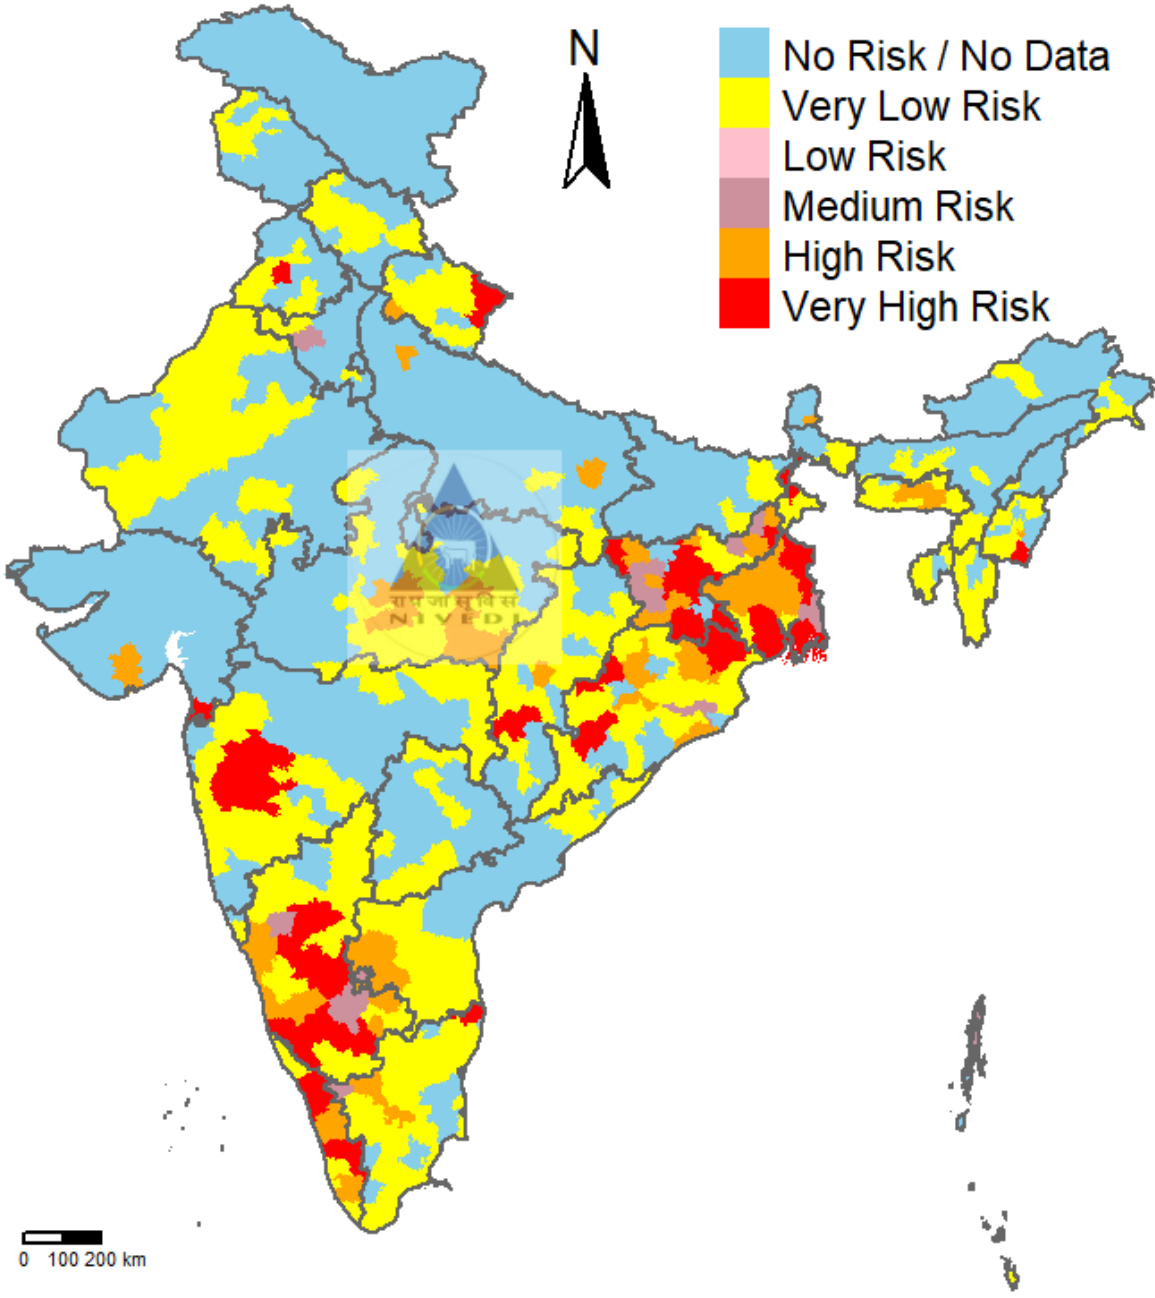 N
No Risk / No Data
Very Low Risk
Low Risk
Medium Risk
High Risk
Very High Risk
NIVEDI
0 100 200 km